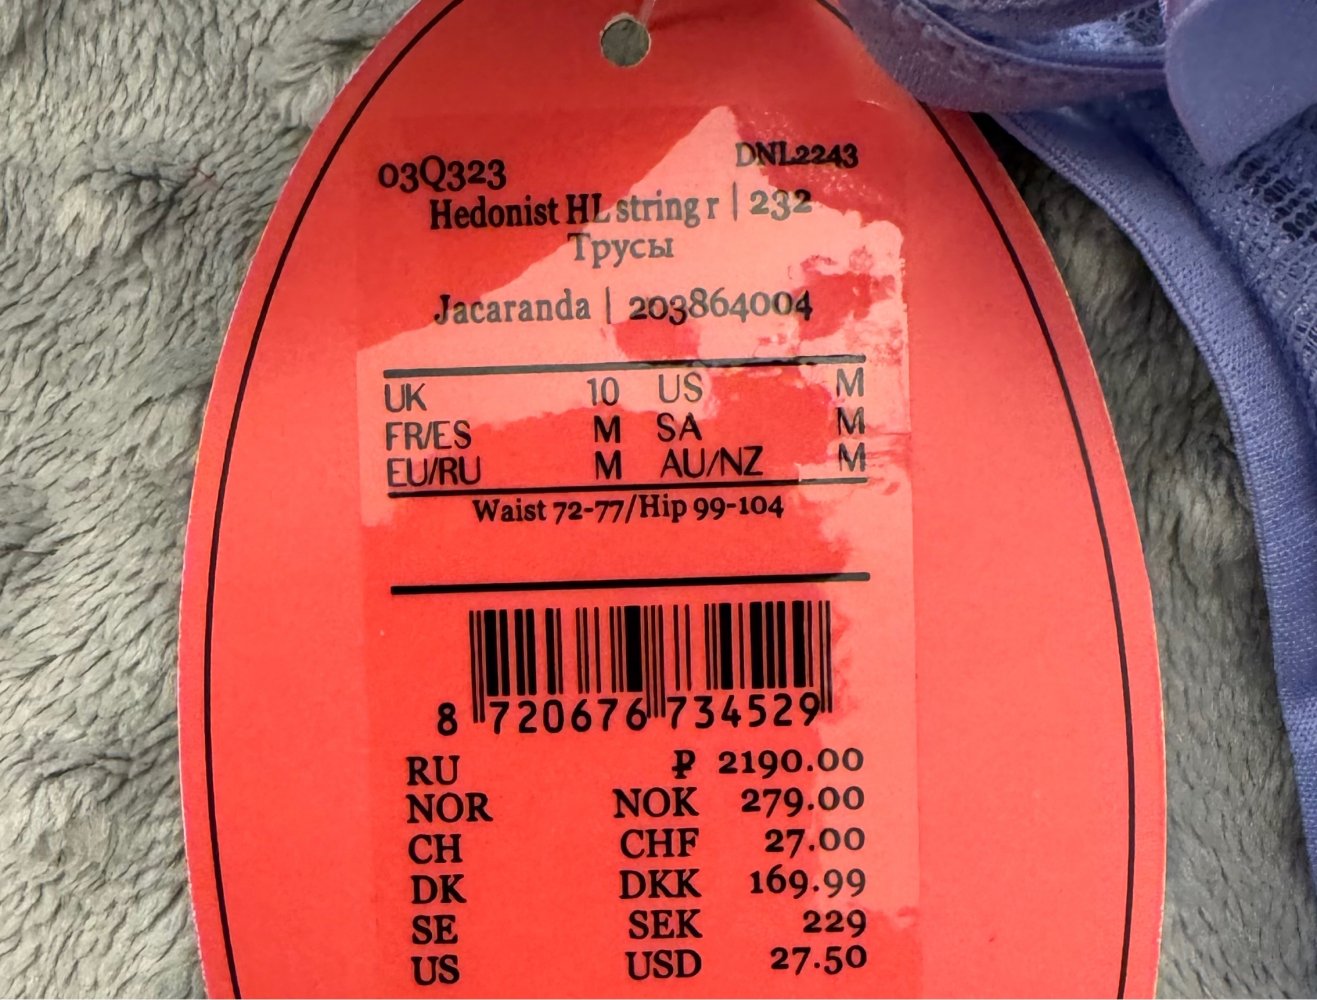 03Q323 DNL2243
Hedonist HL string r | 232
Трусы
Jacaranda | 203864004
UK 10 US M
FR/ES M SA M
EU/RU M AU/NZ M
Waist 72-77/Hip 99-104
8 720676 734529
RU ₽ 2190.00
NOR NOK 279.00
CH CHF 27.00
DK DKK 169.99
SE SEK 229
US USD 27.50